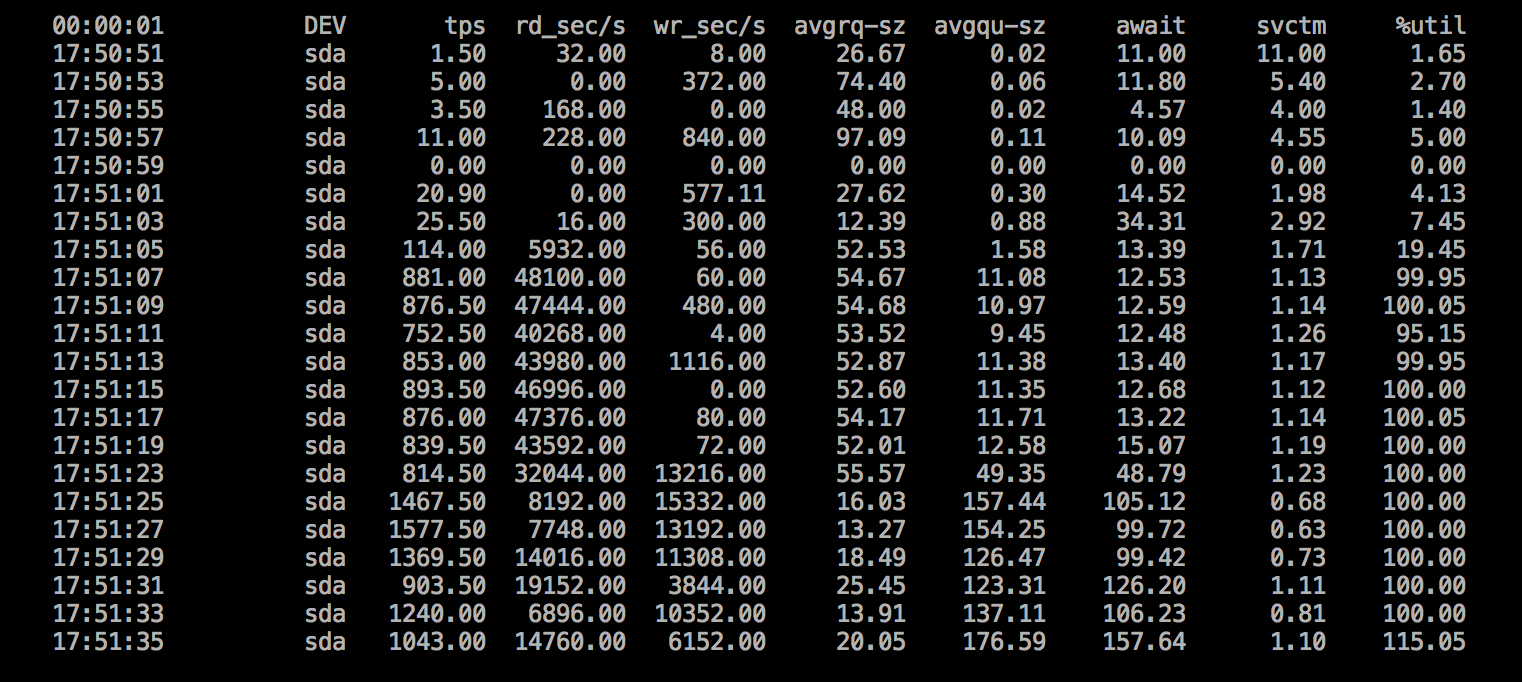 00:00:01 DEV tps rd_sec/s wr_sec/s avgrq-sz avgqu-sz await svctm %util
17:50:51 sda 1.50 32.00 8.00 26.67 0.02 11.00 11.00 1.65
17:50:53 sda 5.00 0.00 372.00 74.40 0.06 11.80 5.40 2.70
17:50:55 sda 3.50 168.00 0.00 48.00 0.02 4.57 4.00 1.40
17:50:57 sda 11.00 228.00 840.00 97.09 0.11 10.09 4.55 5.00
17:50:59 sda 0.00 0.00 0.00 0.00 0.00 0.00 0.00 0.00
17:51:01 sda 20.90 0.00 577.11 27.62 0.30 14.52 1.98 4.13
17:51:03 sda 25.50 16.00 300.00 12.39 0.88 34.31 2.92 7.45
17:51:05 sda 114.00 5932.00 56.00 52.53 1.58 13.39 1.71 19.45
17:51:07 sda 881.00 48100.00 60.00 54.67 11.08 12.53 1.13 99.95
17:51:09 sda 876.50 47444.00 480.00 54.68 10.97 12.59 1.14 100.05
17:51:11 sda 752.50 40268.00 4.00 53.52 9.45 12.48 1.26 95.15
17:51:13 sda 853.00 43980.00 1116.00 52.87 11.38 13.40 1.17 99.95
17:51:15 sda 893.50 46996.00 0.00 52.60 11.35 12.68 1.12 100.00
17:51:17 sda 876.00 47376.00 80.00 54.17 11.71 13.22 1.14 100.05
17:51:19 sda 839.50 43592.00 72.00 52.01 12.58 15.07 1.19 100.00
17:51:23 sda 814.50 32044.00 13216.00 55.57 49.35 48.79 1.23 100.00
17:51:25 sda 1467.50 8192.00 15332.00 16.03 157.44 105.12 0.68 100.00
17:51:27 sda 1577.50 7748.00 13192.00 13.27 154.25 99.72 0.63 100.00
17:51:29 sda 1369.50 14016.00 11308.00 18.49 126.47 99.42 0.73 100.00
17:51:31 sda 903.50 19152.00 3844.00 25.45 123.31 126.20 1.11 100.00
17:51:33 sda 1240.00 6896.00 10352.00 13.91 137.11 106.23 0.81 100.00
17:51:35 sda 1043.00 14760.00 6152.00 20.05 176.59 157.64 1.10 115.05